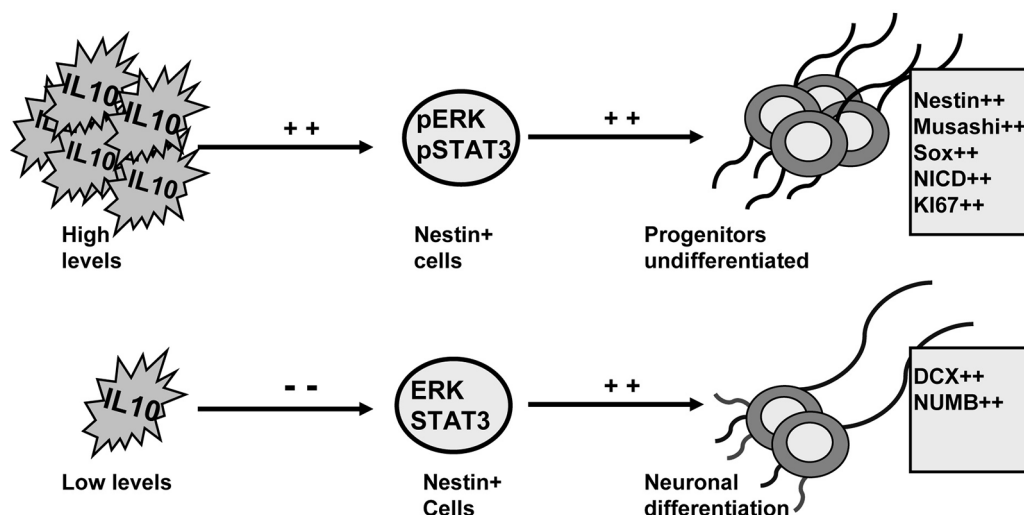 IL10
IL10
IL
IL10
IL10
+ +
pERK
pSTAT3
+ +
Nestin++
Musashi++
Sox++
NICD++
KI67++
High
levels
Nestin+
cells
Progenitors
undifferentiated
IL10
- -
ERK
STAT3
+ +
DCX++
NUMB++
Low levels
Nestin+
Cells
Neuronal
differentiation